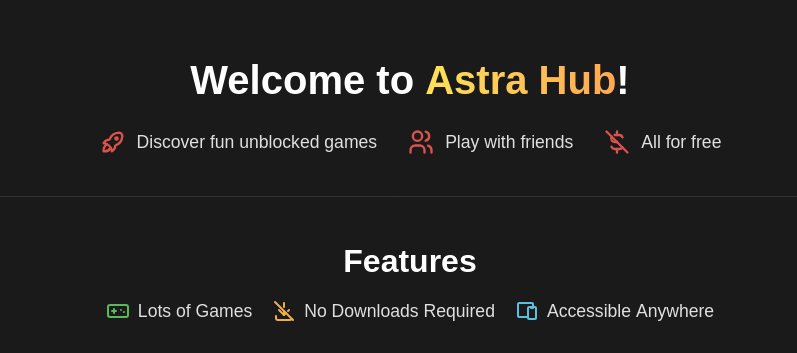 Welcome to Astra Hub!
Discover fun unblocked games Play with friends All for free
Features
Lots of Games No Downloads Required Accessible Anywhere